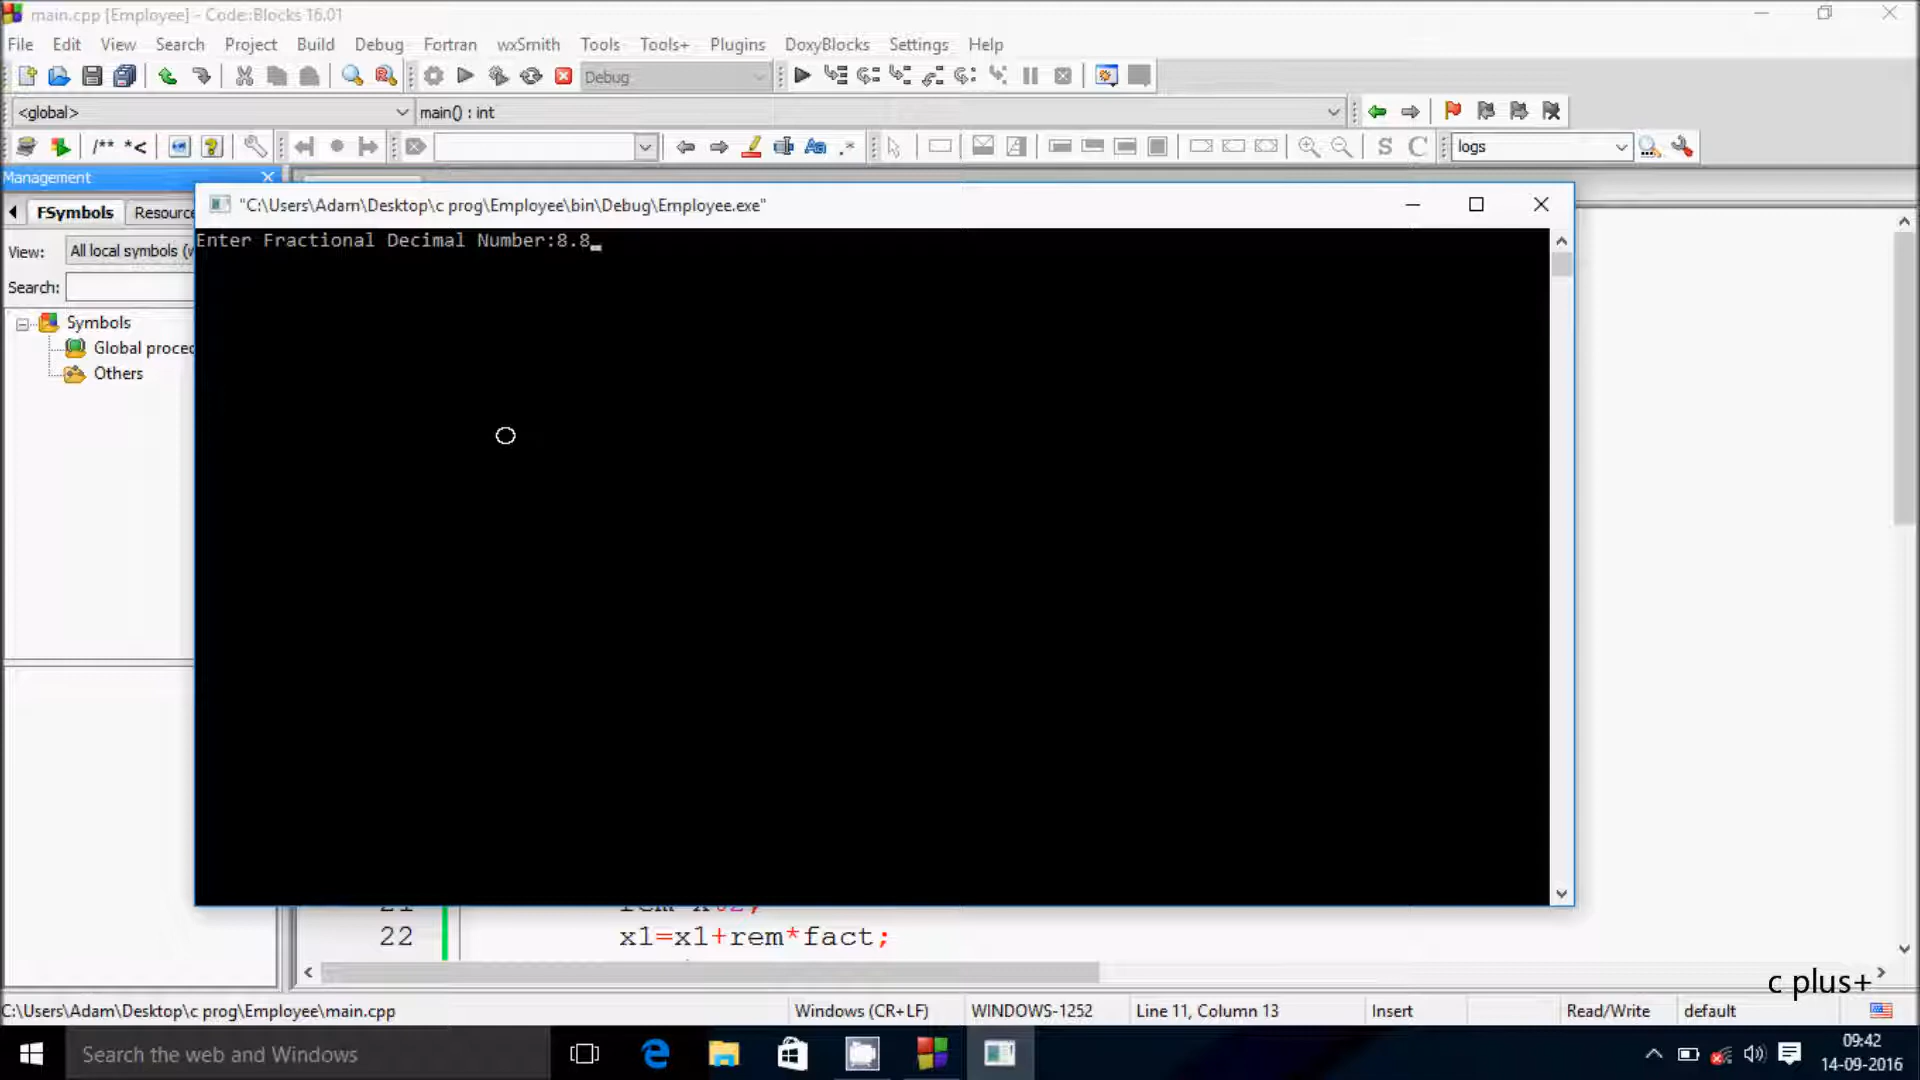 main.cpp [Employee] - Code::Blocks 16.01
File Edit View Search Project Build Debug Fortran wxSmith Tools Tools+ Plugins DoxyBlocks Settings Help
Debug
<global> main() : int
/** *< Aa .* S C logs
Management
FSymbols Resource
"C:\Users\Adam\Desktop\c prog\Employee\bin\Debug\Employee.exe"
Enter Fractional Decimal Number:8.8
View: All local symbols (w
Search:
Symbols
Global proced
Others
22 x1=x1+rem*fact;
c plus+
C:\Users\Adam\Desktop\c prog\Employee\main.cpp Windows (CR+LF) WINDOWS-1252 Line 11, Column 13 Insert Read/Write default
Search the web and Windows
09:42
14-09-2016